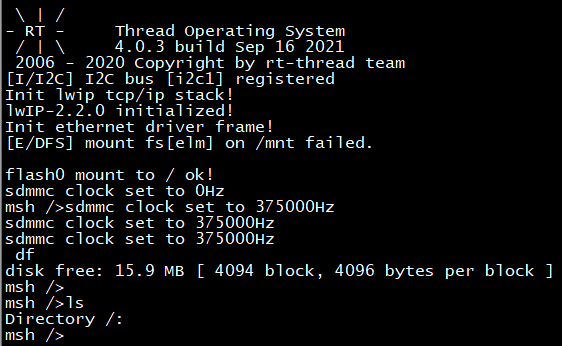 \ | /
- RT -     Thread Operating System
 / | \     4.0.3 build Sep 16 2021
 2006 - 2020 Copyright by rt-thread team
[I/I2C] I2C bus [i2c1] registered
Init lwip tcp/ip stack!
lwIP-2.2.0 initialized!
Init ethernet driver frame!
[E/DFS] mount fs[elm] on /mnt failed.

flash0 mount to / ok!
sdmmc clock set to 0Hz
msh />sdmmc clock set to 375000Hz
sdmmc clock set to 375000Hz
sdmmc clock set to 375000Hz
 df
disk free: 15.9 MB [ 4094 block, 4096 bytes per block ]
msh />
msh />ls
Directory /:
msh />